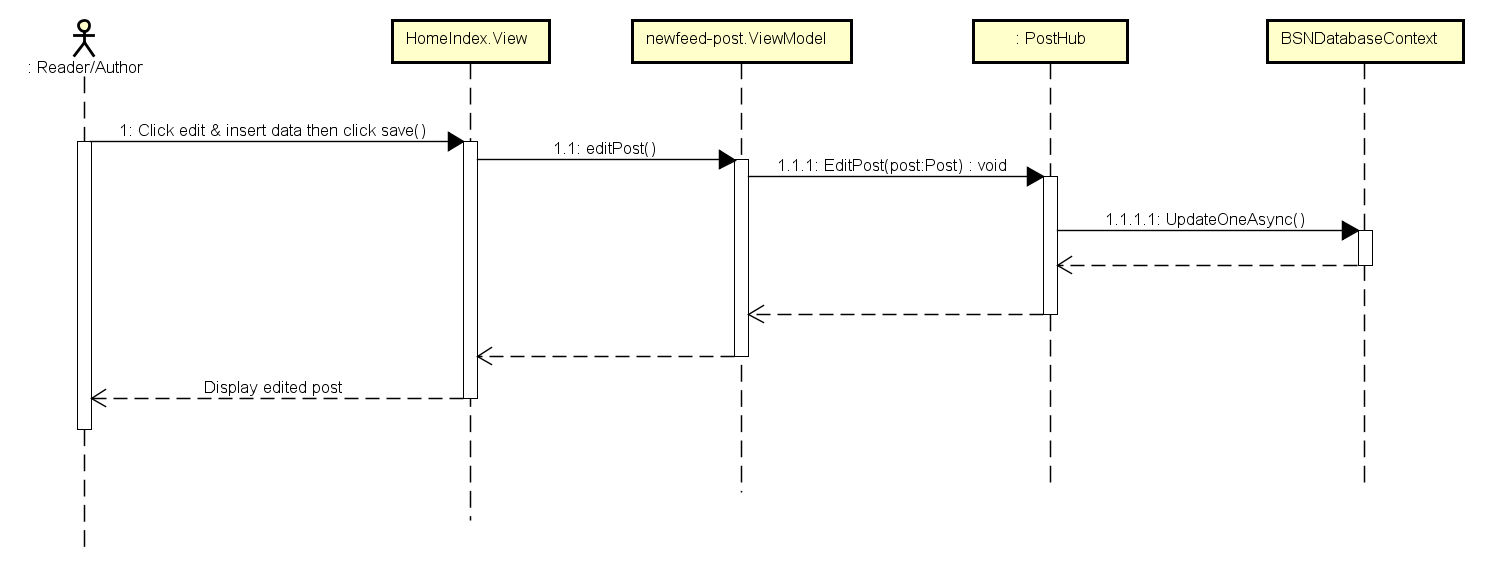 : Reader/Author
HomeIndex.View
newfeed-post.ViewModel
: PostHub
BSNDatabaseContext
1: Click edit & insert data then click save()
1.1: editPost()
1.1.1: EditPost(post:Post) : void
1.1.1.1: UpdateOneAsync()
Display edited post